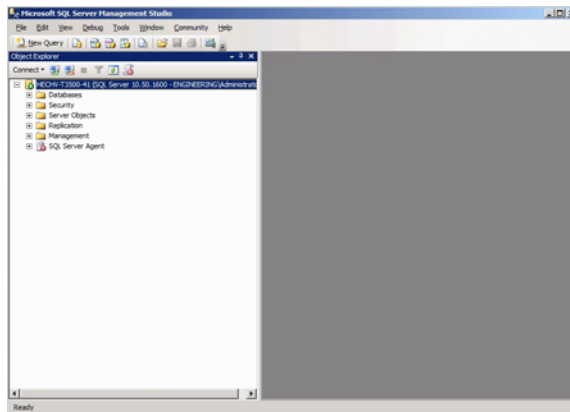 Microsoft SQL Server Management Studio
File Edit View Debug Tools Window Community Help
New Query
Object Explorer
Connect
HECHV-T3500-41 (SQL Server 10.50.1600 - ENGINEERING\Administrato
Databases
Security
Server Objects
Replication
Management
SQL Server Agent
Ready